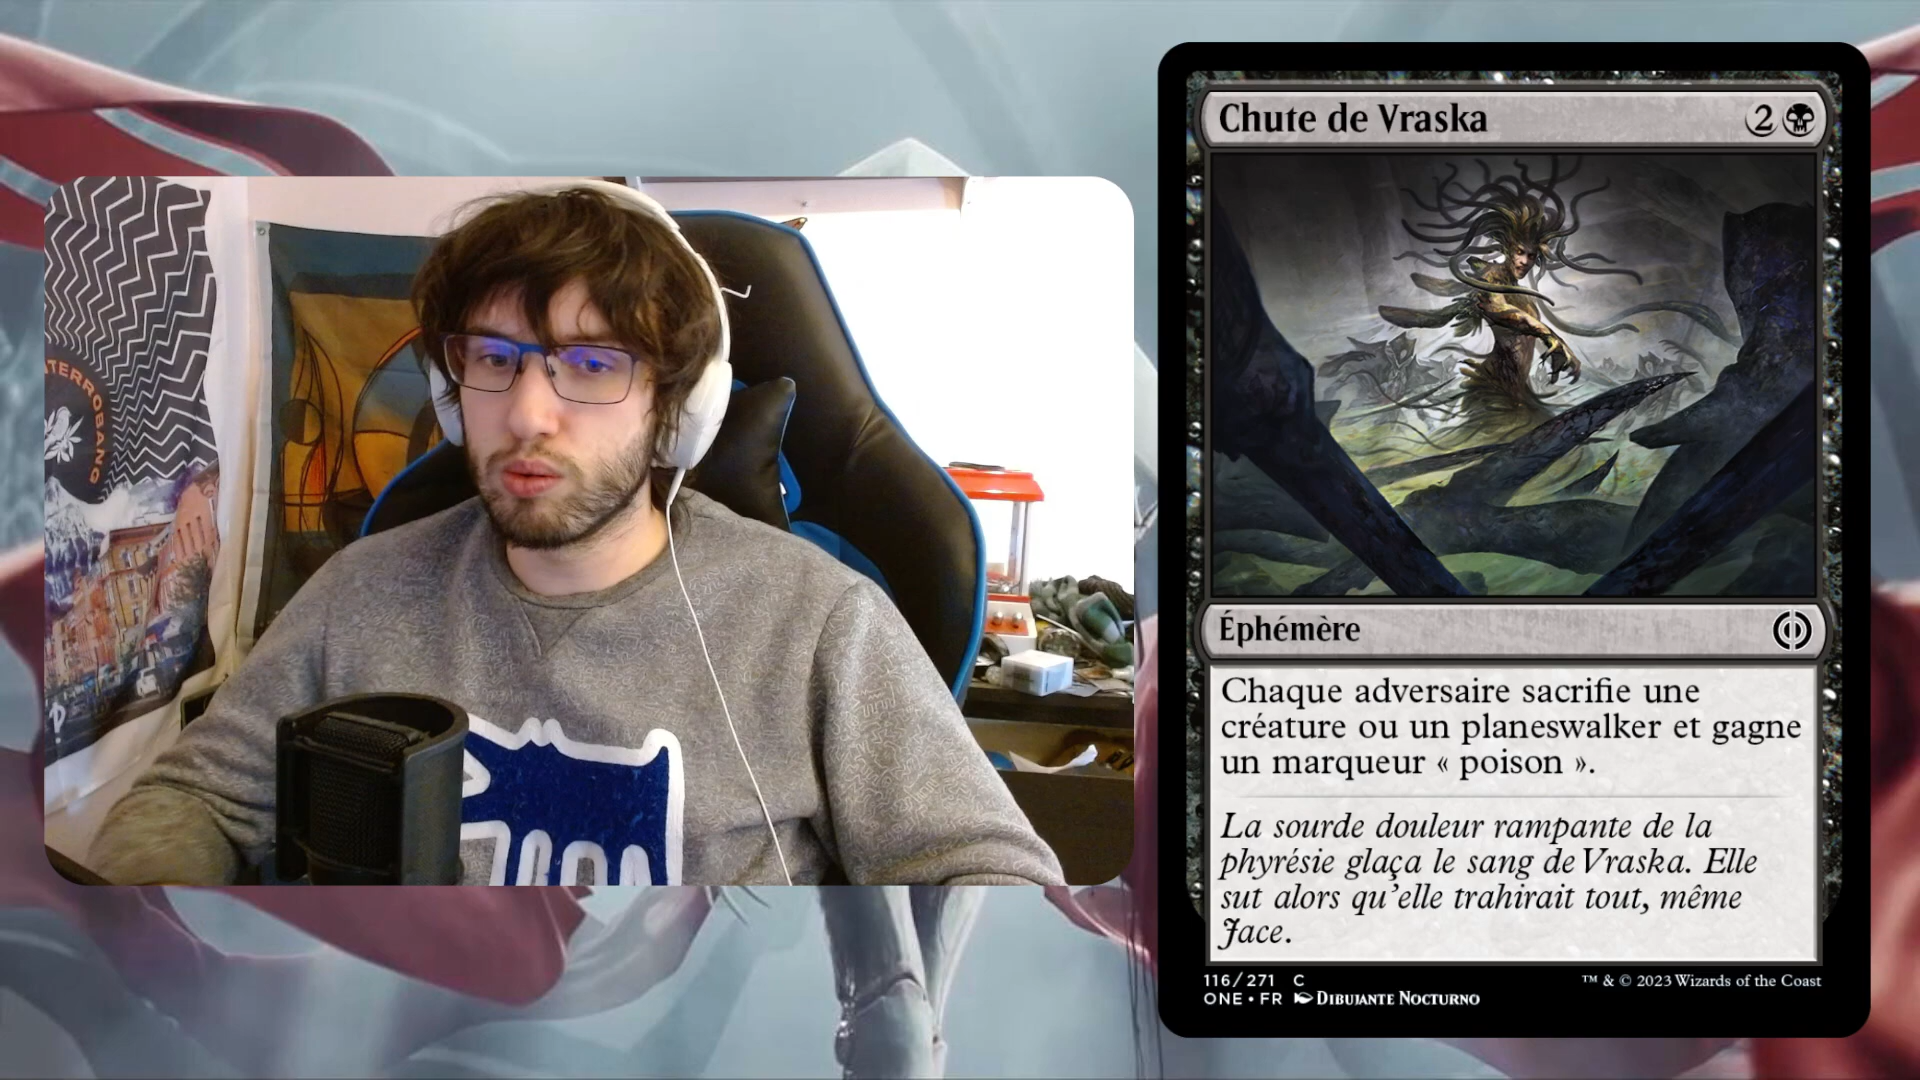 TERROBANG
Chute de Vraska
2
Éphémère
Chaque adversaire sacrifie une
créature ou un planeswalker et gagne
un marqueur « poison ».
La sourde douleur rampante de la
phyrésie glaça le sang de Vraska. Elle
sut alors qu'elle trahirait tout, même
Jace.
116/271 C
ONE • FR Dibujante Nocturno
™ & © 2023 Wizards of the Coast